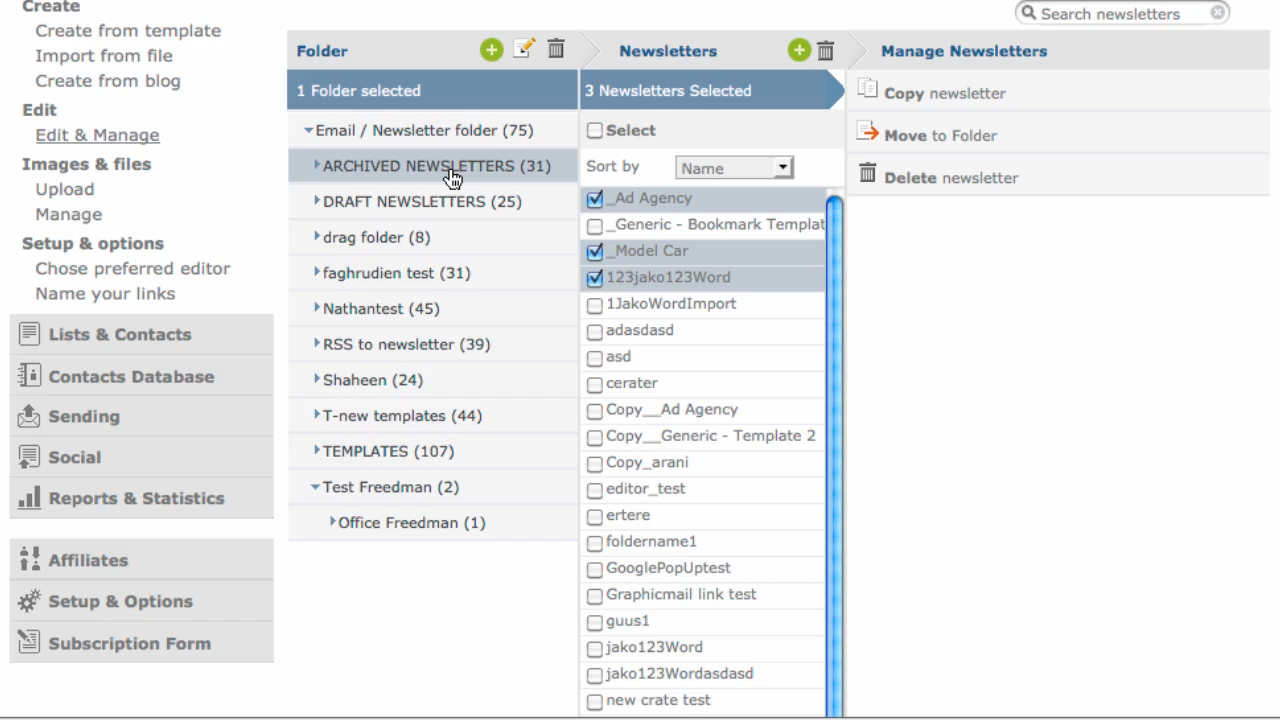 Create
Create from template
Import from file
Create from blog
Edit
Edit & Manage
Images & files
Upload
Manage
Setup & options
Chose preferred editor
Name your links
Lists & Contacts
Contacts Database
Sending
Social
Reports & Statistics
Affiliates
Setup & Options
Subscription Form
Folder
1 Folder selected
Email / Newsletter folder (75)
ARCHIVED NEWSLETTERS (31)
DRAFT NEWSLETTERS (25)
drag folder (8)
faghrudien test (31)
Nathantest (45)
RSS to newsletter (39)
Shaheen (24)
T-new templates (44)
TEMPLATES (107)
Test Freedman (2)
Office Freedman (1)
Newsletters
3 Newsletters Selected
Select
Sort by Name
_Ad Agency
_Generic - Bookmark Templat
_Model Car
123jako123Word
1JakoWordImport
adasdasd
asd
cerater
Copy__Ad Agency
Copy__Generic - Template 2
Copy_arani
editor_test
ertere
foldername1
GooglePopUptest
Graphicmail link test
guus1
jako123Word
jako123Wordasdasd
new crate test
Search newsletters
Manage Newsletters
Copy newsletter
Move to Folder
Delete newsletter